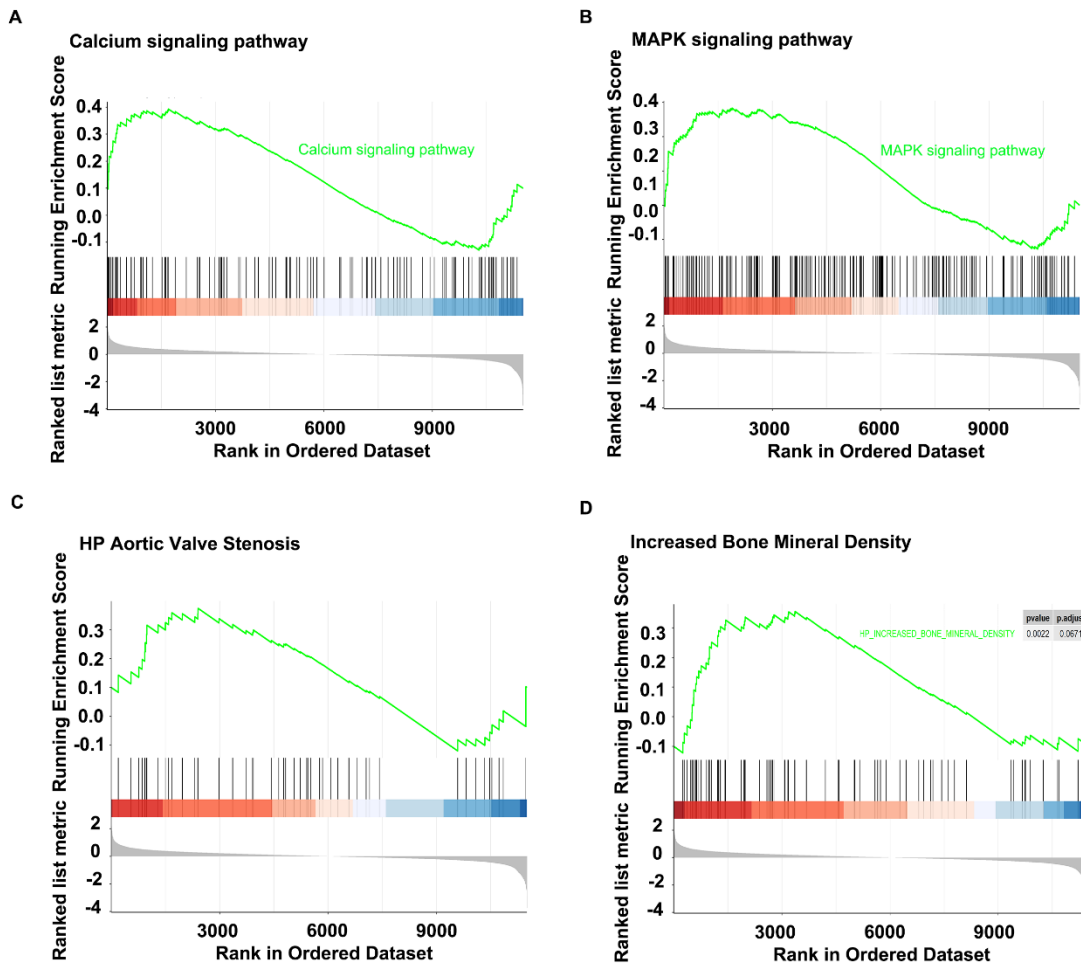 A
Calcium signaling pathway
Running Enrichment Score
0.4
0.3
0.2
0.1
0.0
-0.1
Calcium signaling pathway
Ranked list metric
2
0
-2
-4
3000 6000 9000
Rank in Ordered Dataset
B
MAPK signaling pathway
Running Enrichment Score
0.4
0.3
0.2
0.1
0.0
-0.1
MAPK signaling pathway
Ranked list metric
2
0
-2
-4
3000 6000 9000
Rank in Ordered Dataset
C
HP Aortic Valve Stenosis
Running Enrichment Score
0.3
0.1
0.0
-0.1
Ranked list metric
2
0
-2
-4
3000 6000 9000
Rank in Ordered Dataset
D
Increased Bone Mineral Density
Running Enrichment Score
0.3
0.1
0.0
-0.1
HP_INCREASED_BONE_MINERAL_DENSITY
pvalue p.adjus
0.0022 0.0671
Ranked list metric
2
0
-2
-4
3000 6000 9000
Rank in Ordered Dataset